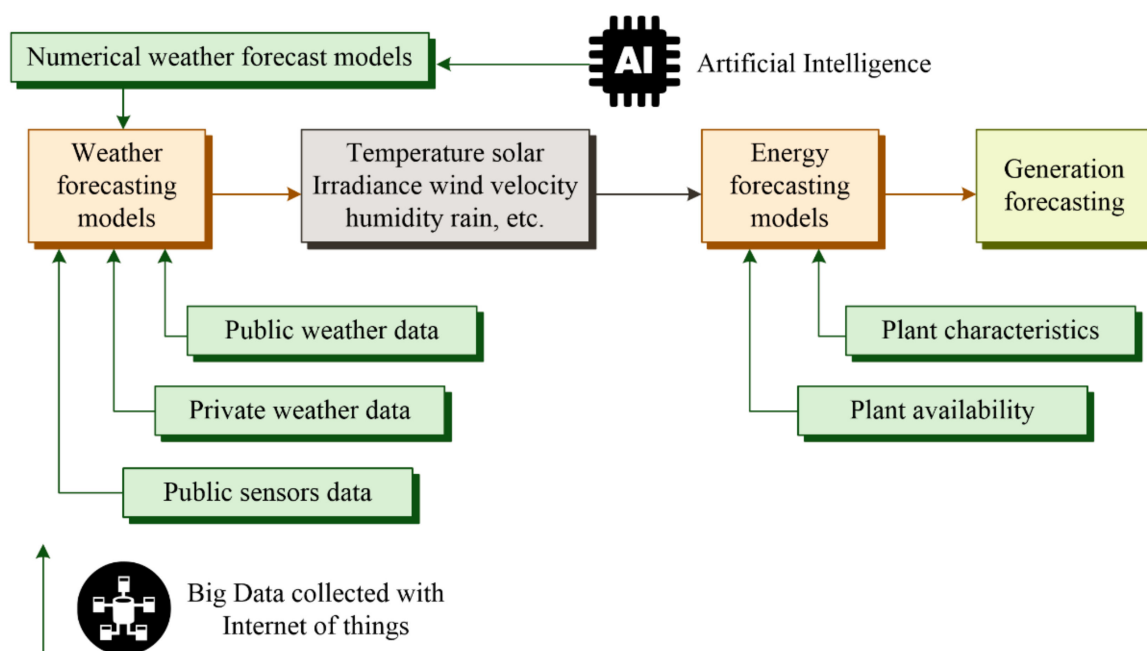 Numerical weather forecast models
AI
Artificial Intelligence
Weather
forecasting
models
Temperature solar
Irradiance wind velocity
humidity rain, etc.
Energy
forecasting
models
Generation
forecasting
Public weather data
Private weather data
Public sensors data
Plant characteristics
Plant availability
Big Data collected with
Internet of things